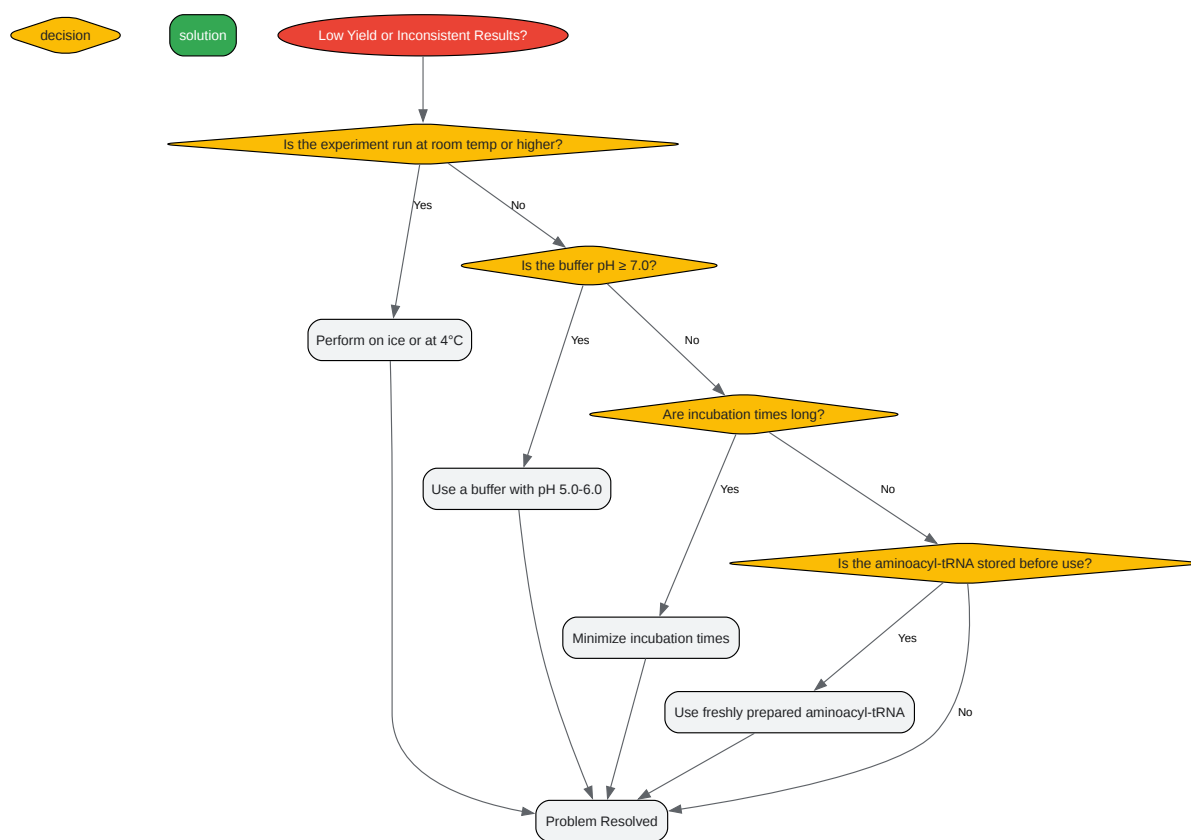 decision
solution
Low Yield or Inconsistent Results?
Is the experiment run at room temp or higher?
Yes
No
Is the buffer pH ≥ 7.0?
Perform on ice or at 4°C
Yes
No
Are incubation times long?
Use a buffer with pH 5.0-6.0
Yes
No
Is the aminoacyl-tRNA stored before use?
Minimize incubation times
Yes
Use freshly prepared aminoacyl-tRNA
No
Problem Resolved